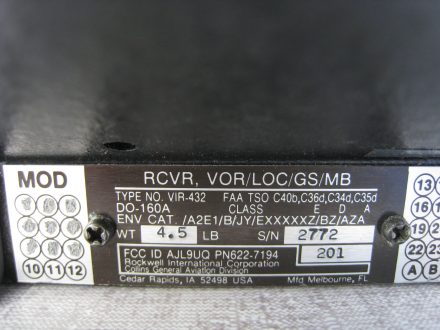 MOD
10 11 12
RCVR, VOR/LOC/GS/MB
TYPE NO. VIR-432 FAA TSO C40b,C36d,C34d,C35d
DO-160A CLASS E D A
ENV CAT. /A2E1/B/JY/EXXXXXZ/BZ/AZA
WT 4.5 LB S/N 2772
FCC ID AJL9UQ PN622-7194 201
Rockwell International Corporation
Collins General Aviation Division
Cedar Rapids, IA 52498 USA Mfg Melbourne, FL
13
16
19
22 23
A B